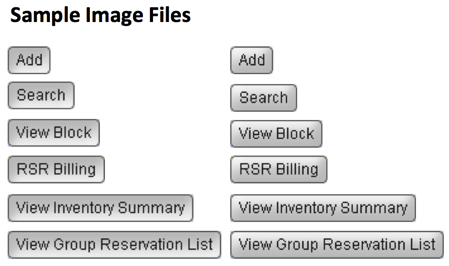 Sample Image Files
Add Add
Search Search
View Block View Block
RSR Billing RSR Billing
View Inventory Summary View Inventory Summary
View Group Reservation List View Group Reservation List